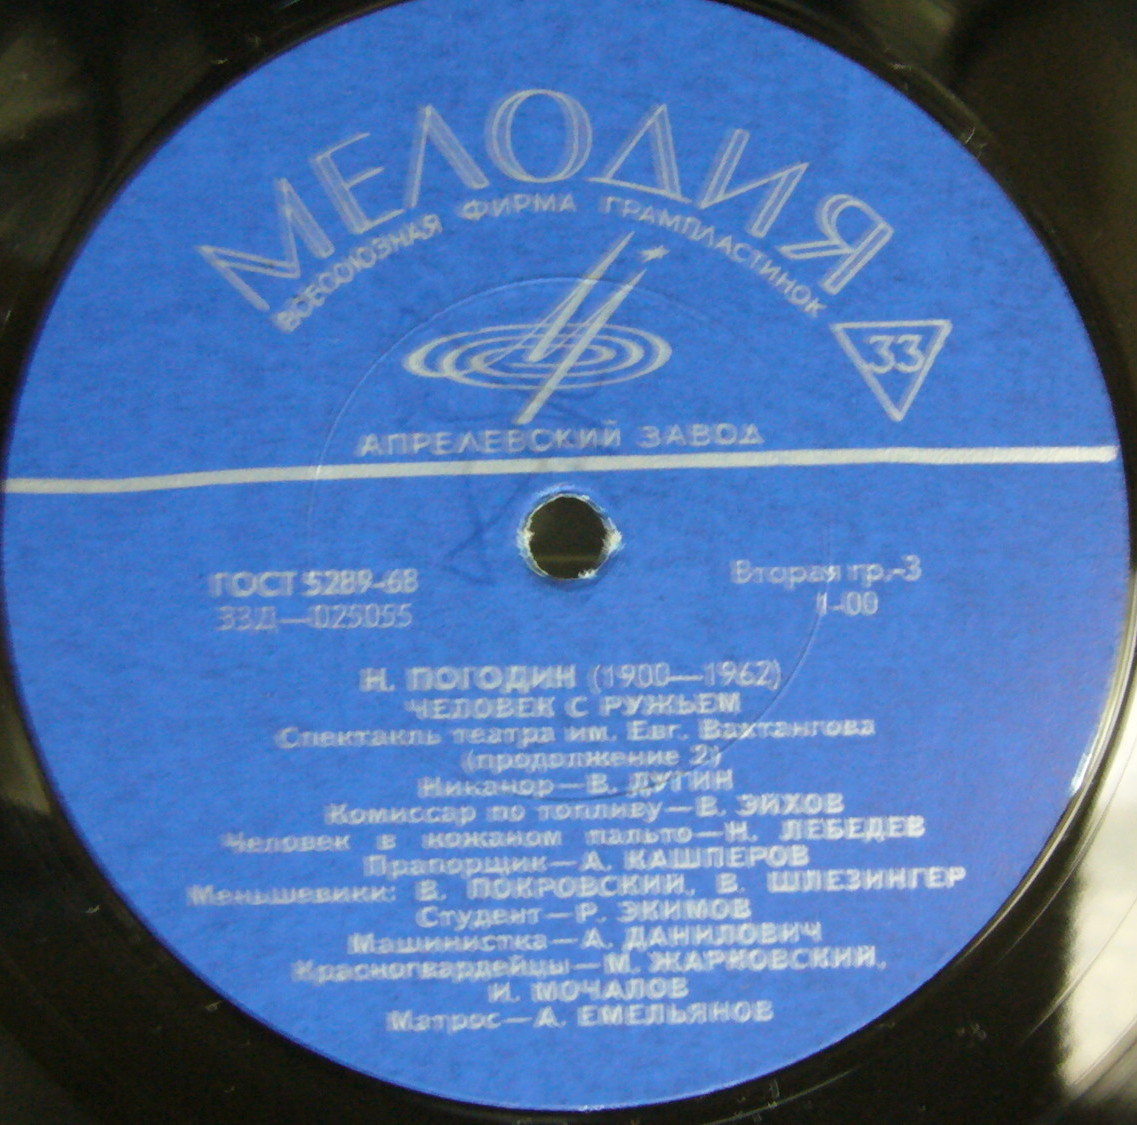 МЕЛОДИЯ
ВСЕСОЮЗНАЯ ФИРМА ГРАМПЛАСТИНОК
33
АПРЕЛЕВСКИЙ ЗАВОД
ГОСТ 5289-68 Вторая гр.-3
33Д—025055 1-00
Н. ПОГОДИН (1900—1962)
ЧЕЛОВЕК С РУЖЬЕМ
Спектакль театра им. Евг. Вахтангова
(продолжение 2)
Никанор—В. ДУГИН
Комиссар по топливу—В. ЭЙХОВ
Человек в кожаном пальто—Н. ЛЕБЕДЕВ
Прапорщик—А. КАШПЕРОВ
Меньшевики: В. ПОКРОВСКИЙ, В. ШЛЕЗИНГЕР
Студент—Р. ЭКИМОВ
Машинистка—А. ДАНИЛОВИЧ
Красногвардейцы—М. ЖАРКОВСКИЙ,
И. МОЧАЛОВ
Матрос—А. ЕМЕЛЬЯНОВ